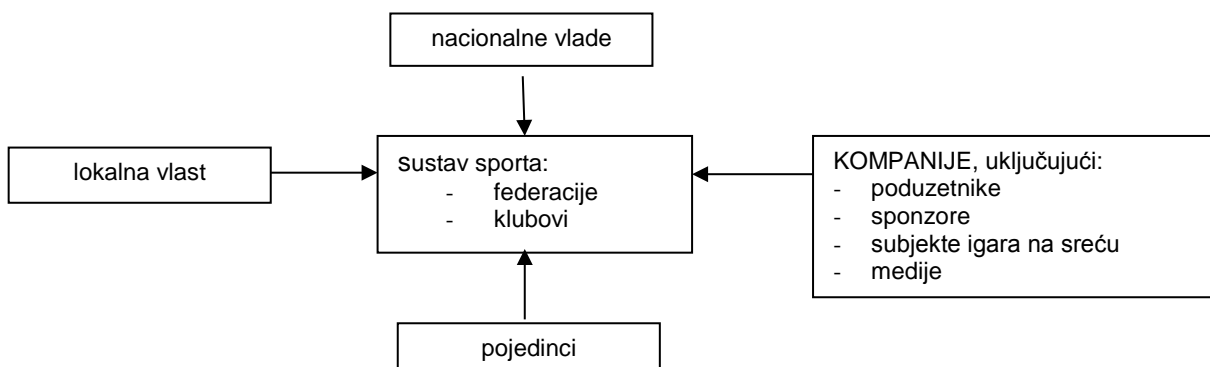 nacionalne vlade
lokalna vlast
sustav sporta:
- federacije
- klubovi
KOMPANIJE, uključujući:
- poduzetnike
- sponzore
- subjekte igara na sreću
- medije
pojedinci